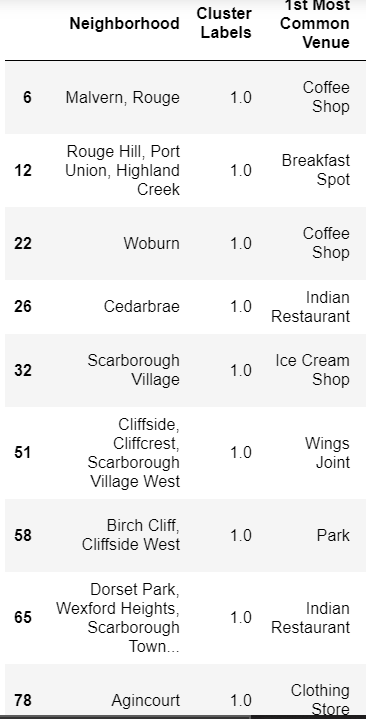 Neighborhood Cluster Labels 1st Most Common Venue
6 Malvern, Rouge 1.0 Coffee Shop
12 Rouge Hill, Port Union, Highland Creek 1.0 Breakfast Spot
22 Woburn 1.0 Coffee Shop
26 Cedarbrae 1.0 Indian Restaurant
32 Scarborough Village 1.0 Ice Cream Shop
51 Cliffside, Cliffcrest, Scarborough Village West 1.0 Wings Joint
58 Birch Cliff, Cliffside West 1.0 Park
65 Dorset Park, Wexford Heights, Scarborough Town... 1.0 Indian Restaurant
78 Agincourt 1.0 Clothing Store